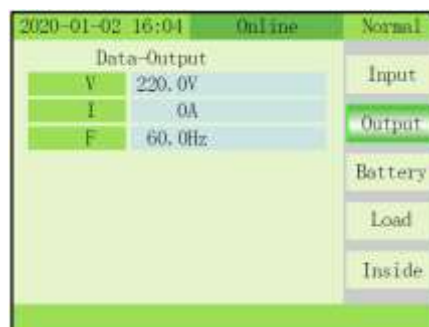 2020-01-02 16:04 Online Normal
Data-Output
V 220.0V
I 0A
F 60.0Hz
Input
Output
Battery
Load
Inside